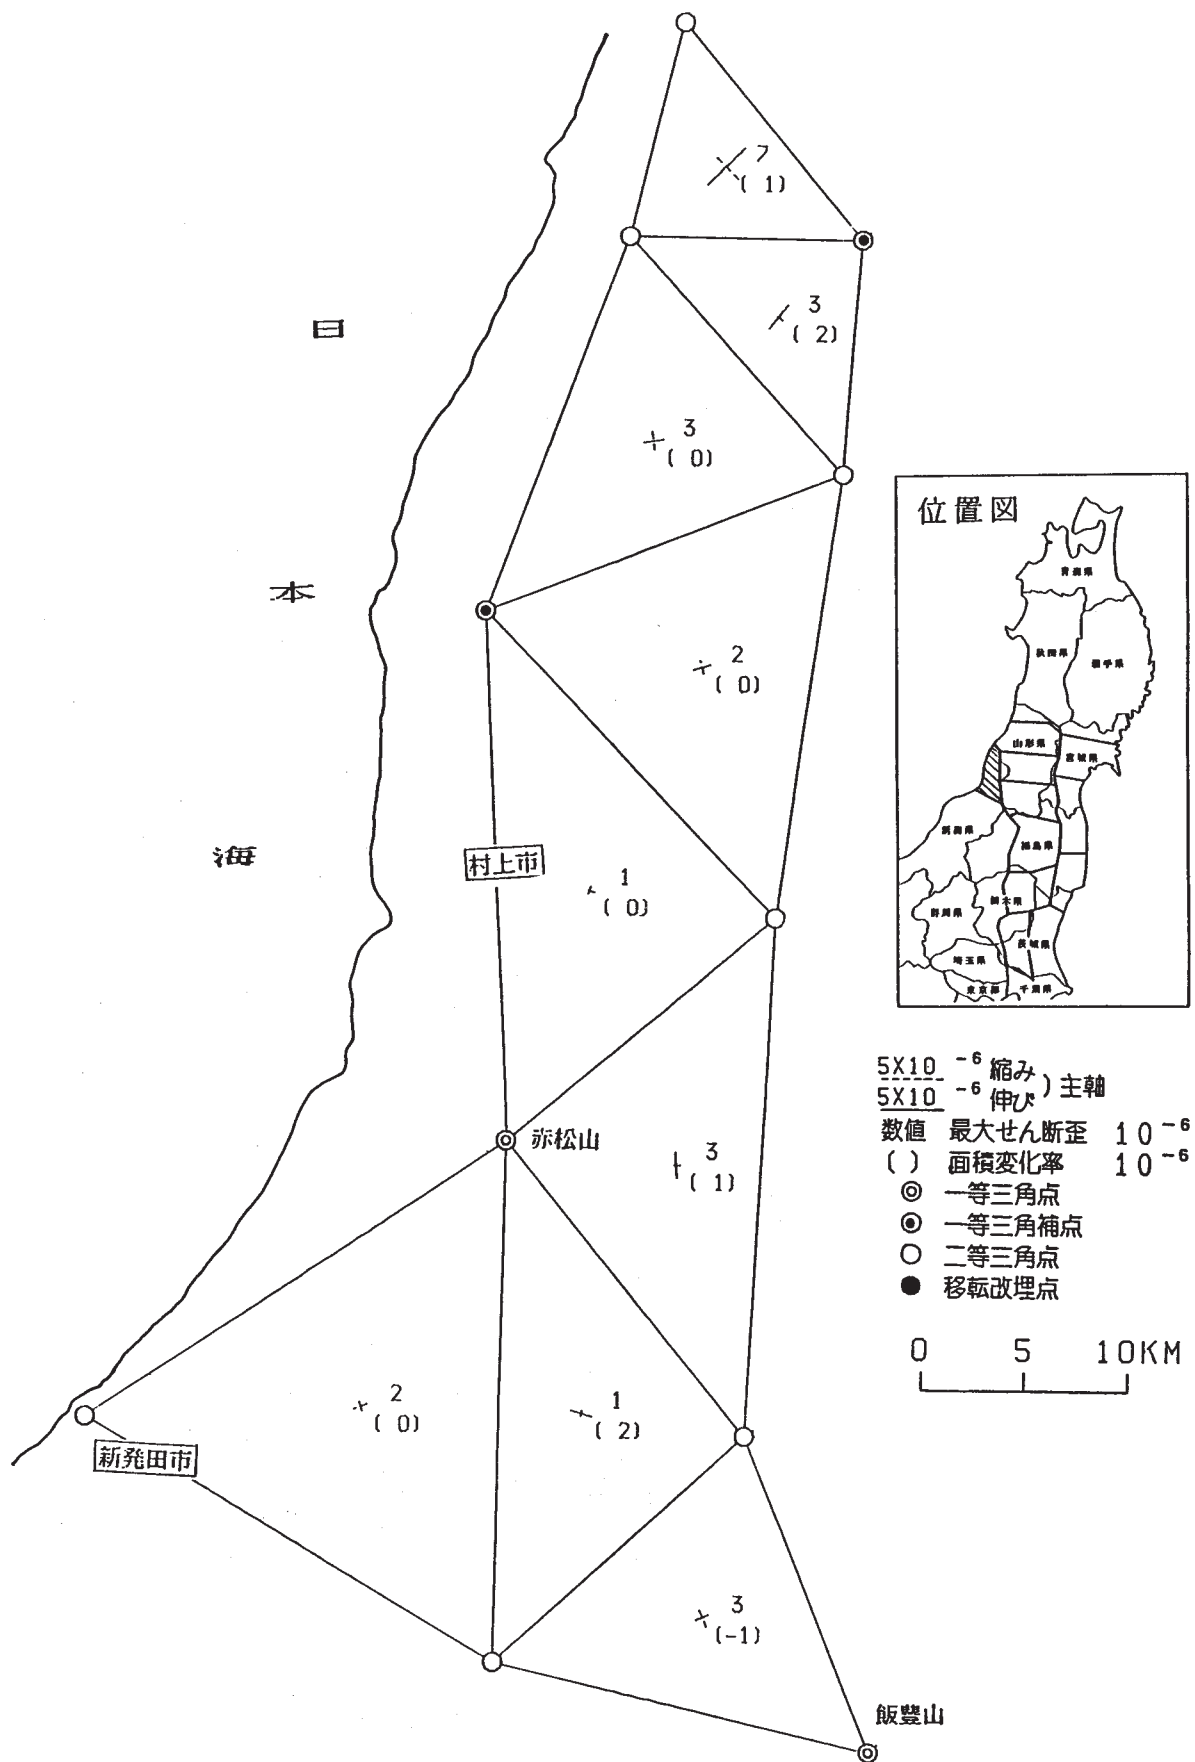 7
( 1)
3
( 2)
日
3
( 0)
本
2
( 0)
海
村上市
1
( 0)
赤松山
3
( 1)
2
( 0)
新発田市
1
( 2)
3
(-1)
飯豊山
位置図
青森県
秋田県
岩手県
山形県
宮城県
新潟県
福島県
栃木県
群馬県
茨城県
埼玉県
東京都
千葉県
5X10 -6 縮み
5X10 -6 伸び ) 主軸
数値 最大せん断歪 10-6
( ) 面積変化率 10-6
一等三角点
一等三角補点
二等三角点
移転改埋点
0 5 10KM